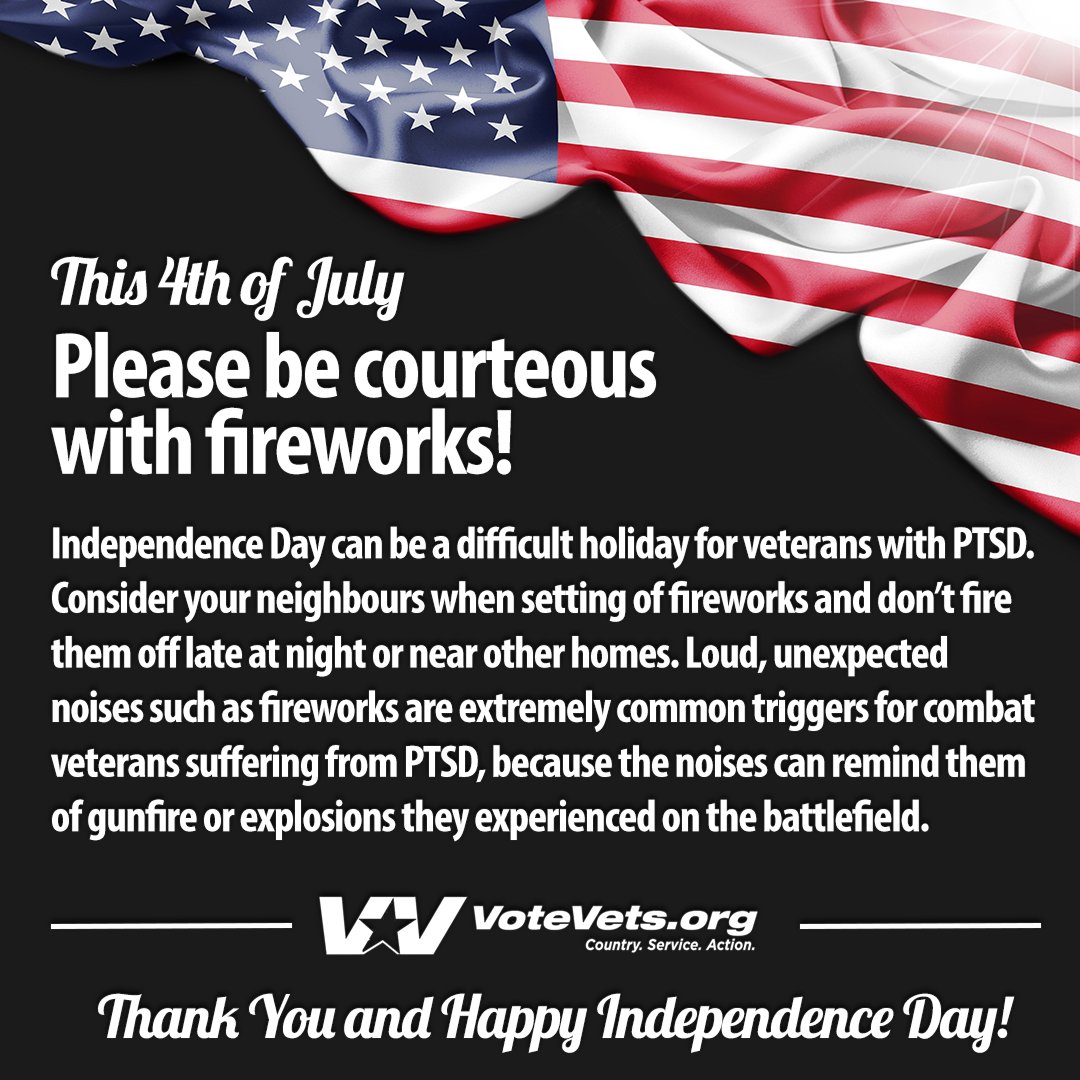 This 4th of July
Please be courteous
with fireworks!
Independence Day can be a difficult holiday for veterans with PTSD.
Consider your neighbours when setting of fireworks and don’t fire
them off late at night or near other homes. Loud, unexpected
noises such as fireworks are extremely common triggers for combat
veterans suffering from PTSD, because the noises can remind them
of gunfire or explosions they experienced on the battlefield.
VV VoteVets.org
Country. Service. Action.
Thank You and Happy Independence Day!